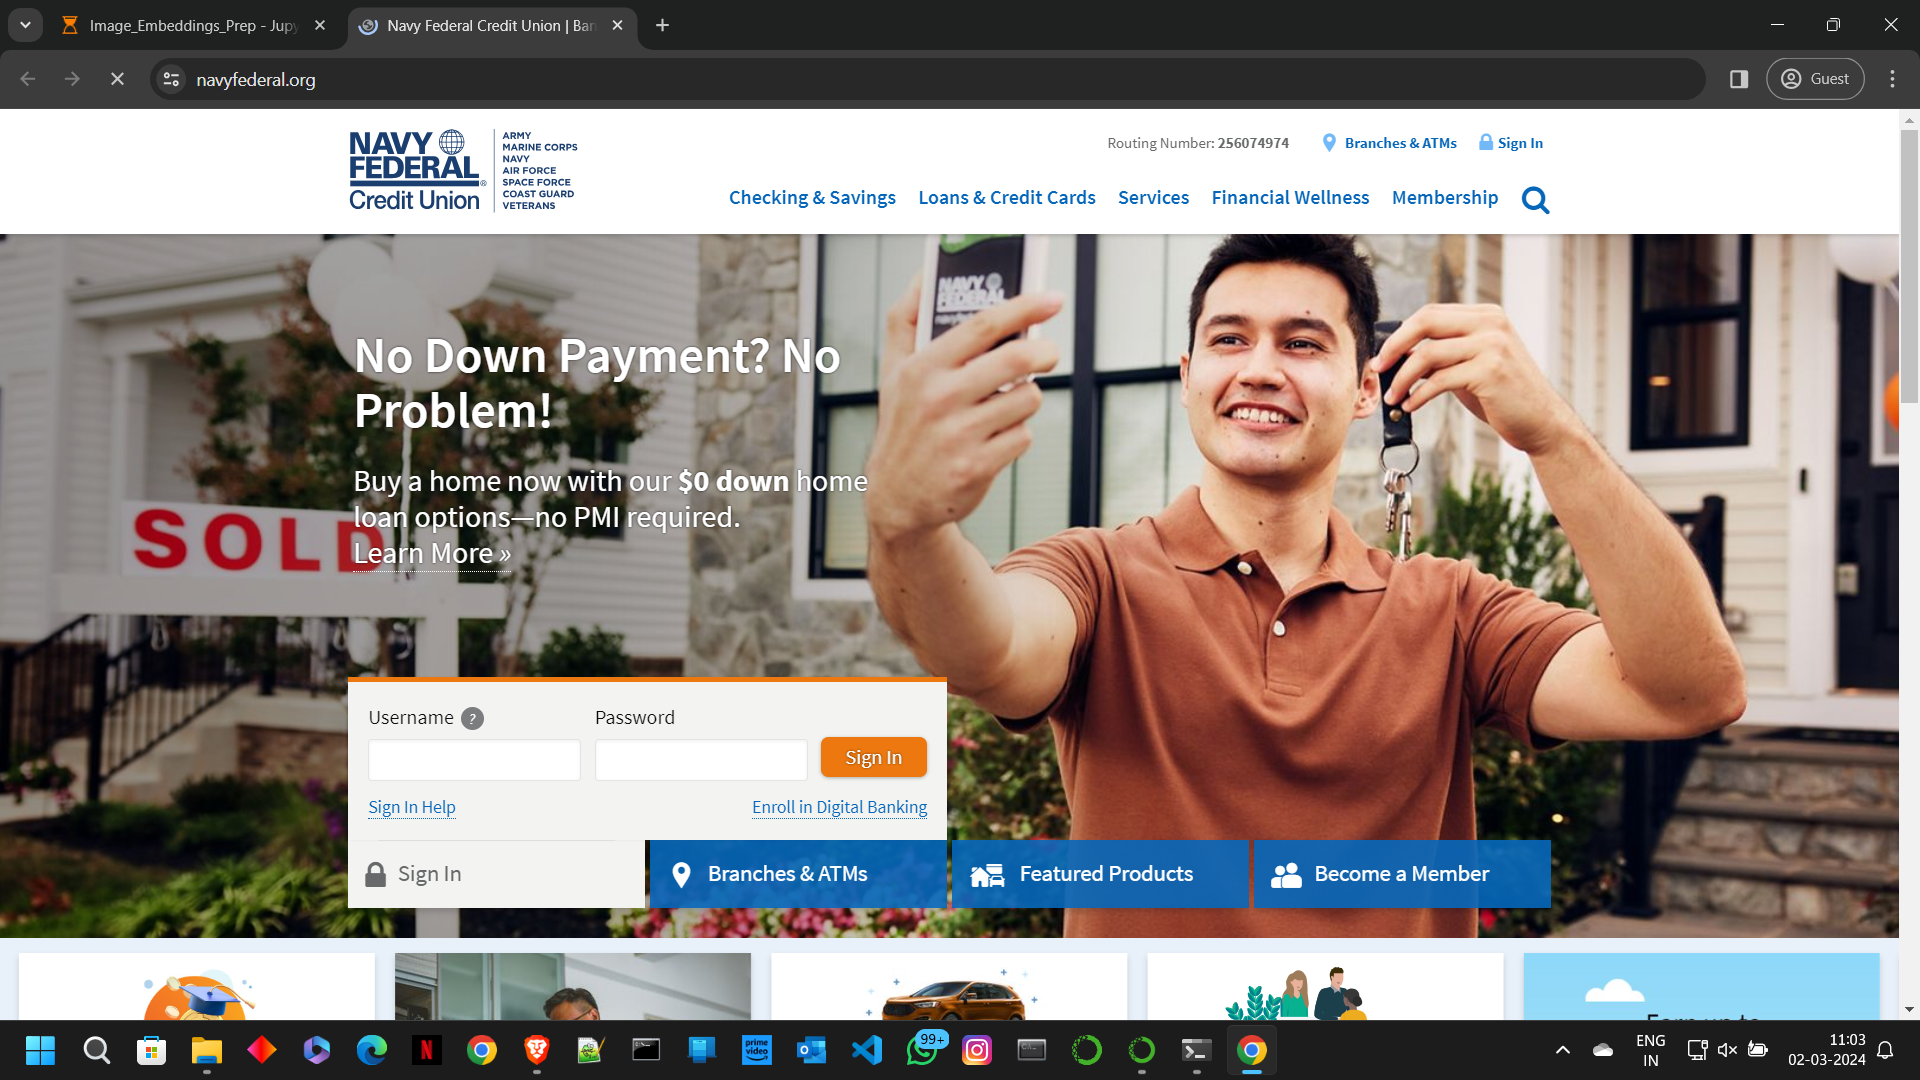 Image_Embeddings_Prep - Jupy
Navy Federal Credit Union | Ban
navyfederal.org
Guest
NAVY
FEDERAL
Credit Union
ARMY
MARINE CORPS
NAVY
AIR FORCE
SPACE FORCE
COAST GUARD
VETERANS
Routing Number: 256074974
Branches & ATMs
Sign In
Checking & Savings
Loans & Credit Cards
Services
Financial Wellness
Membership
NAVY
FEDERAL
No Down Payment? No
Problem!
Buy a home now with our $0 down home
loan options—no PMI required.
Learn More »
SOLD
Username ?
Password
Sign In
Sign In Help
Enroll in Digital Banking
Sign In
Branches & ATMs
Featured Products
Become a Member
99+
prime
video
ENG
IN
11:03
02-03-2024